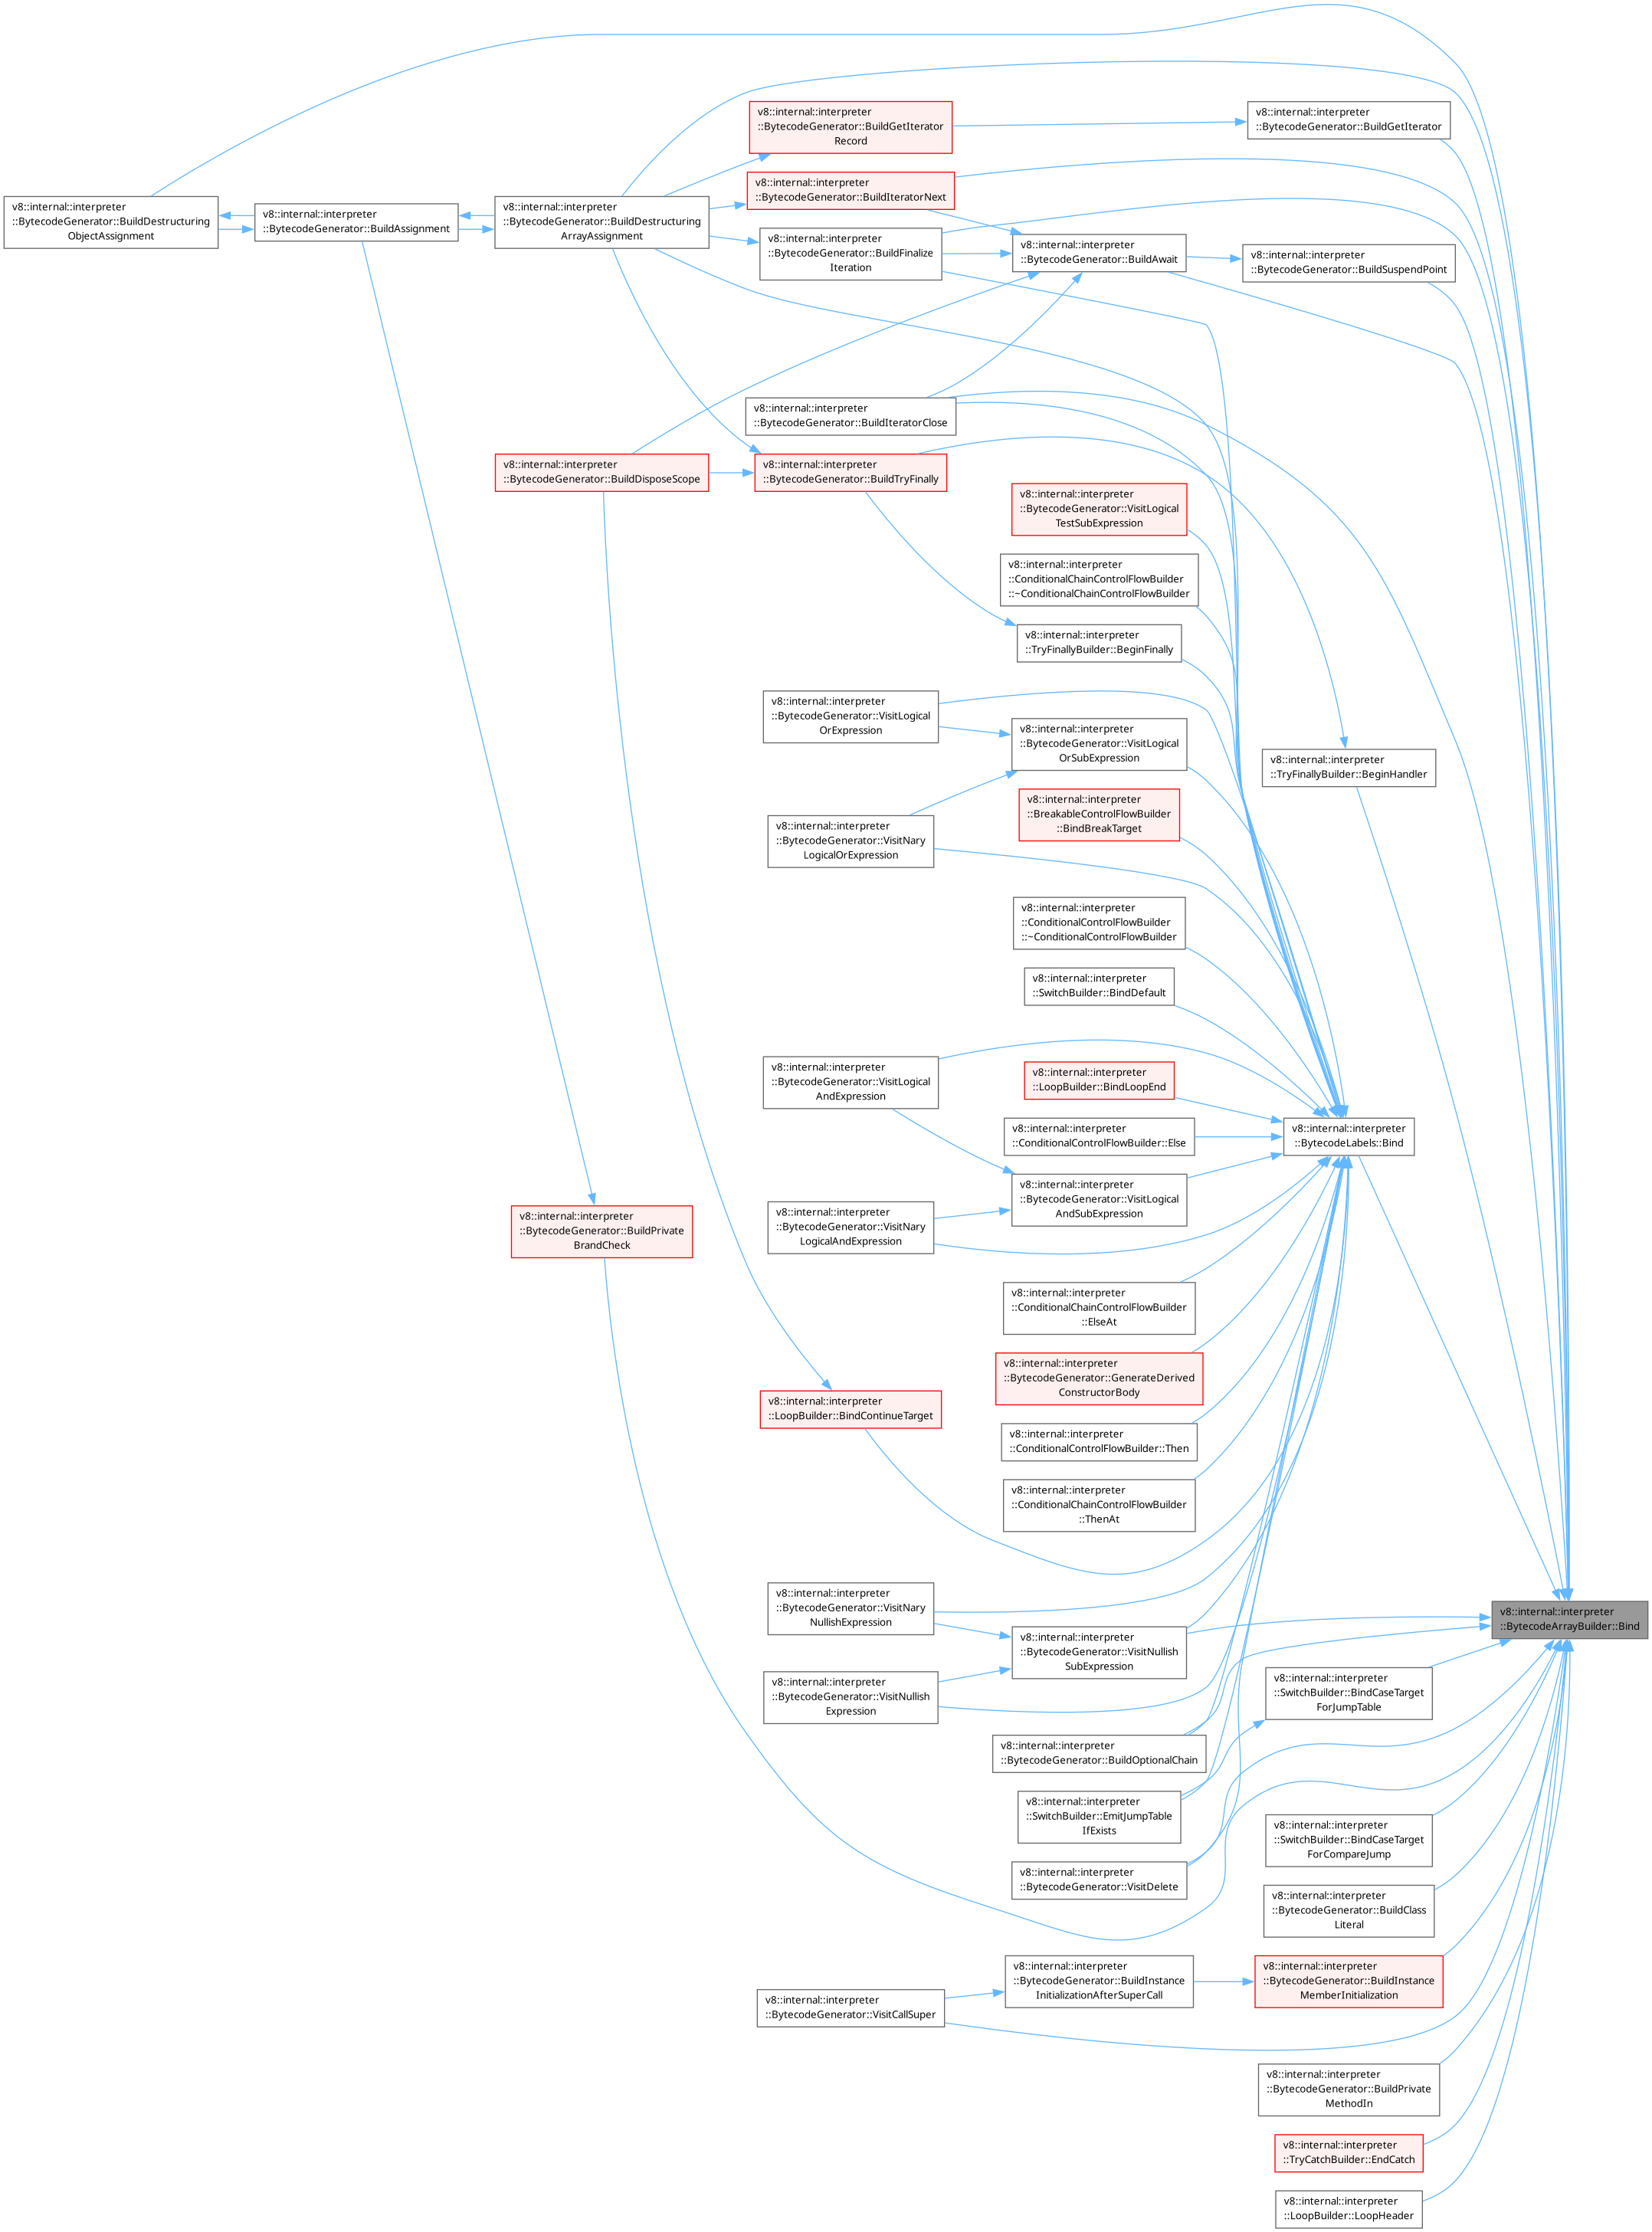 v8::internal::interpreter
::BytecodeGenerator::BuildGetIterator
Record
v8::internal::interpreter
::BytecodeGenerator::BuildGetIterator
v8::internal::interpreter
::BytecodeGenerator::BuildIteratorNext
v8::internal::interpreter
::BytecodeGenerator::BuildDestructuring
ObjectAssignment
v8::internal::interpreter
::BytecodeGenerator::BuildAssignment
v8::internal::interpreter
::BytecodeGenerator::BuildDestructuring
ArrayAssignment
v8::internal::interpreter
::BytecodeGenerator::BuildFinalize
Iteration
v8::internal::interpreter
::BytecodeGenerator::BuildAwait
v8::internal::interpreter
::BytecodeGenerator::BuildSuspendPoint
v8::internal::interpreter
::BytecodeGenerator::BuildIteratorClose
v8::internal::interpreter
::BytecodeGenerator::BuildDisposeScope
v8::internal::interpreter
::BytecodeGenerator::BuildTryFinally
v8::internal::interpreter
::BytecodeGenerator::VisitLogical
TestSubExpression
v8::internal::interpreter
::ConditionalChainControlFlowBuilder
::~ConditionalChainControlFlowBuilder
v8::internal::interpreter
::TryFinallyBuilder::BeginFinally
v8::internal::interpreter
::BytecodeGenerator::VisitLogical
OrExpression
v8::internal::interpreter
::BytecodeGenerator::VisitLogical
OrSubExpression
v8::internal::interpreter
::TryFinallyBuilder::BeginHandler
v8::internal::interpreter
::BreakableControlFlowBuilder
::BindBreakTarget
v8::internal::interpreter
::BytecodeGenerator::VisitNary
LogicalOrExpression
v8::internal::interpreter
::ConditionalControlFlowBuilder
::~ConditionalControlFlowBuilder
v8::internal::interpreter
::SwitchBuilder::BindDefault
v8::internal::interpreter
::BytecodeGenerator::VisitLogical
AndExpression
v8::internal::interpreter
::LoopBuilder::BindLoopEnd
v8::internal::interpreter
::ConditionalControlFlowBuilder::Else
v8::internal::interpreter
::BytecodeLabels::Bind
v8::internal::interpreter
::BytecodeGenerator::VisitLogical
AndSubExpression
v8::internal::interpreter
::BytecodeGenerator::VisitNary
LogicalAndExpression
v8::internal::interpreter
::BytecodeGenerator::BuildPrivate
BrandCheck
v8::internal::interpreter
::ConditionalChainControlFlowBuilder
::ElseAt
v8::internal::interpreter
::BytecodeGenerator::GenerateDerived
ConstructorBody
v8::internal::interpreter
::LoopBuilder::BindContinueTarget
v8::internal::interpreter
::ConditionalControlFlowBuilder::Then
v8::internal::interpreter
::ConditionalChainControlFlowBuilder
::ThenAt
v8::internal::interpreter
::BytecodeGenerator::VisitNary
NullishExpression
v8::internal::interpreter
::BytecodeArrayBuilder::Bind
v8::internal::interpreter
::BytecodeGenerator::VisitNullish
SubExpression
v8::internal::interpreter
::BytecodeGenerator::VisitNullish
Expression
v8::internal::interpreter
::SwitchBuilder::BindCaseTarget
ForJumpTable
v8::internal::interpreter
::BytecodeGenerator::BuildOptionalChain
v8::internal::interpreter
::SwitchBuilder::EmitJumpTable
IfExists
v8::internal::interpreter
::SwitchBuilder::BindCaseTarget
ForCompareJump
v8::internal::interpreter
::BytecodeGenerator::VisitDelete
v8::internal::interpreter
::BytecodeGenerator::BuildClass
Literal
v8::internal::interpreter
::BytecodeGenerator::BuildInstance
InitializationAfterSuperCall
v8::internal::interpreter
::BytecodeGenerator::BuildInstance
MemberInitialization
v8::internal::interpreter
::BytecodeGenerator::VisitCallSuper
v8::internal::interpreter
::BytecodeGenerator::BuildPrivate
MethodIn
v8::internal::interpreter
::TryCatchBuilder::EndCatch
v8::internal::interpreter
::LoopBuilder::LoopHeader